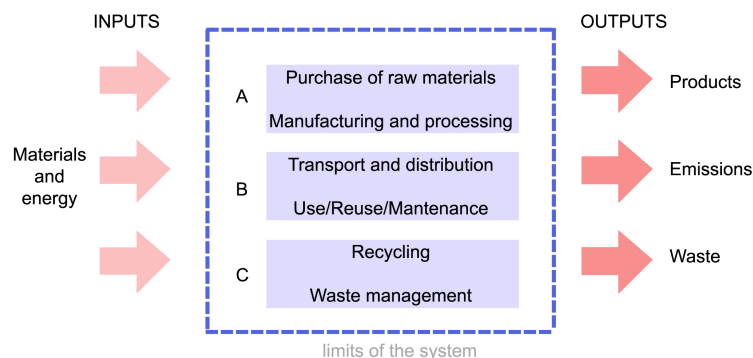 INPUTS
OUTPUTS
A
Purchase of raw materials
Manufacturing and processing
Products
Materials
and
energy
B
Transport and distribution
Use/Reuse/Mantenance
Emissions
C
Recycling
Waste management
Waste
limits of the system